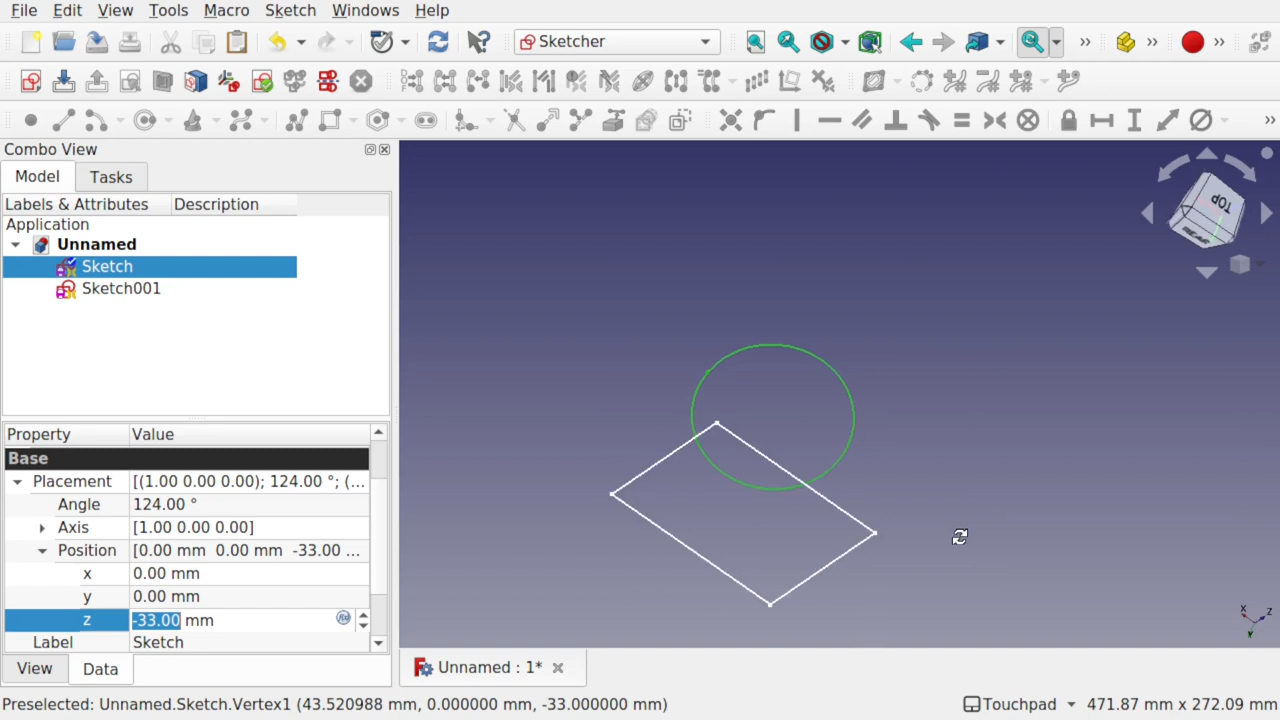 File Edit View Tools Macro Sketch Windows Help
Sketcher
Combo View
Model Tasks
Labels & Attributes Description
Application
Unnamed
Sketch
Sketch001
Property Value
Base
Placement [(1.00 0.00 0.00); 124.00 °; (...
Angle 124.00 °
Axis [1.00 0.00 0.00]
Position [0.00 mm 0.00 mm -33.00 ...
x 0.00 mm
y 0.00 mm
z -33.00 mm
Label Sketch
View Data
TOP
REAR
X Z
Y
Unnamed : 1*
Preselected: Unnamed.Sketch.Vertex1 (43.520988 mm, 0.000000 mm, -33.000000 mm)
Touchpad 471.87 mm x 272.09 mm